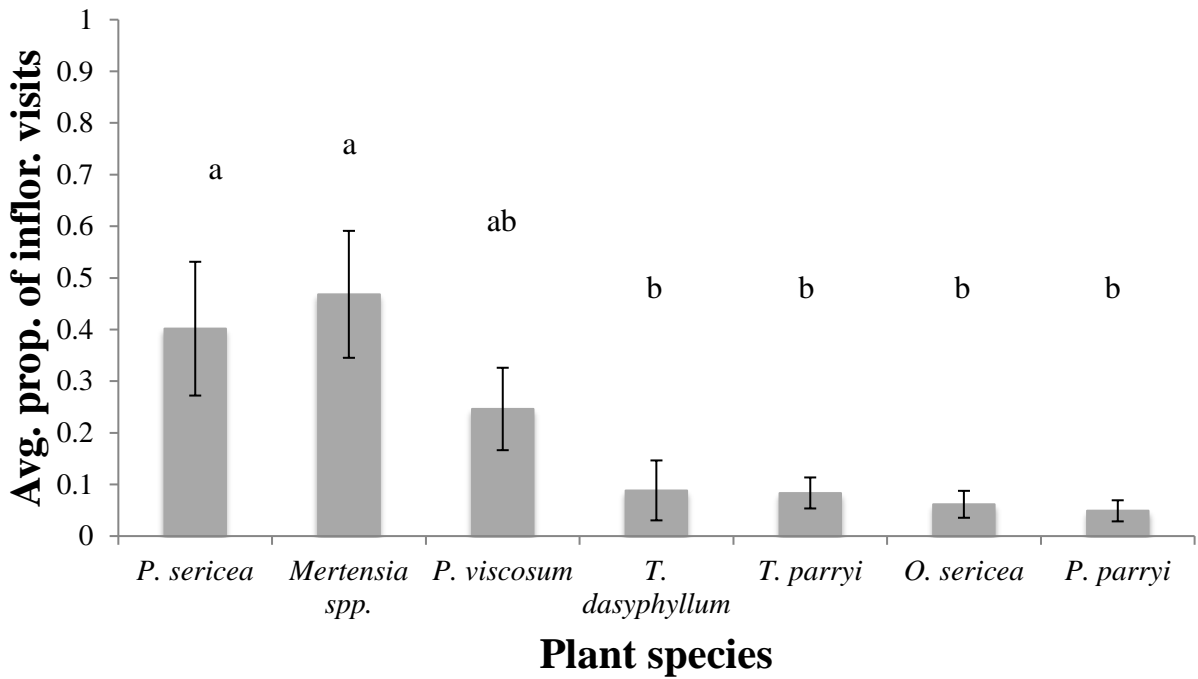 Avg. prop. of inflor. visits
1
0.9
0.8
0.7
0.6
0.5
0.4
0.3
0.2
0.1
0
a
a
ab
b
b
b
b
P. sericea
Mertensia
spp.
P. viscosum
T.
dasyphyllum
T. parryi
O. sericea
P. parryi
Plant species